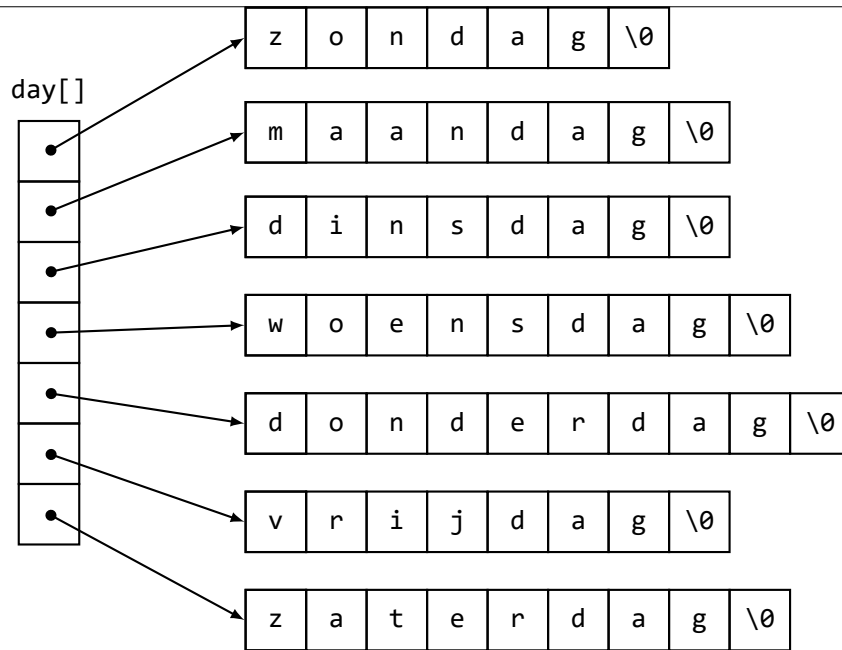 z o n d a g \0
day[]
m a a n d a g \0
d i n s d a g \0
w o e n s d a g \0
d o n d e r d a g \0
v r i j d a g \0
z a t e r d a g \0